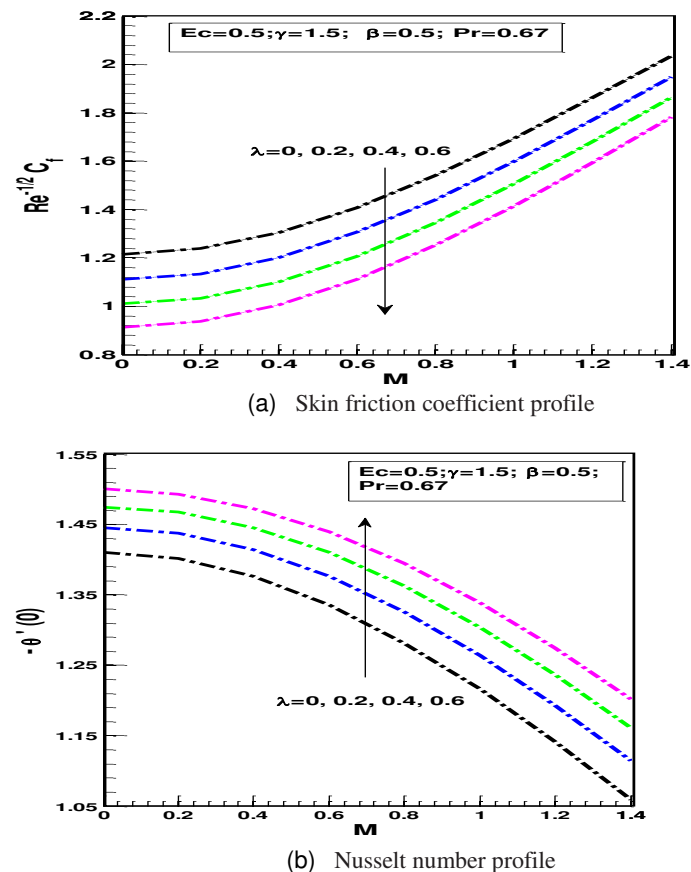 2.2
Ec=0.5;γ=1.5; β=0.5; Pr=0.67
2
1.8
λ=0, 0.2, 0.4, 0.6
1.6
Re^-1/2 C_f
1.4
1.2
1
0.8
0 0.2 0.4 0.6 0.8 1 1.2 1.4
M
(a) Skin friction coefficient profile
1.55
Ec=0.5;γ=1.5; β=0.5;
Pr=0.67
1.45
1.35
- θ ' (0)
1.25
λ=0, 0.2, 0.4, 0.6
1.15
1.05
0 0.2 0.4 0.6 0.8 1 1.2 1.4
M
(b) Nusselt number profile